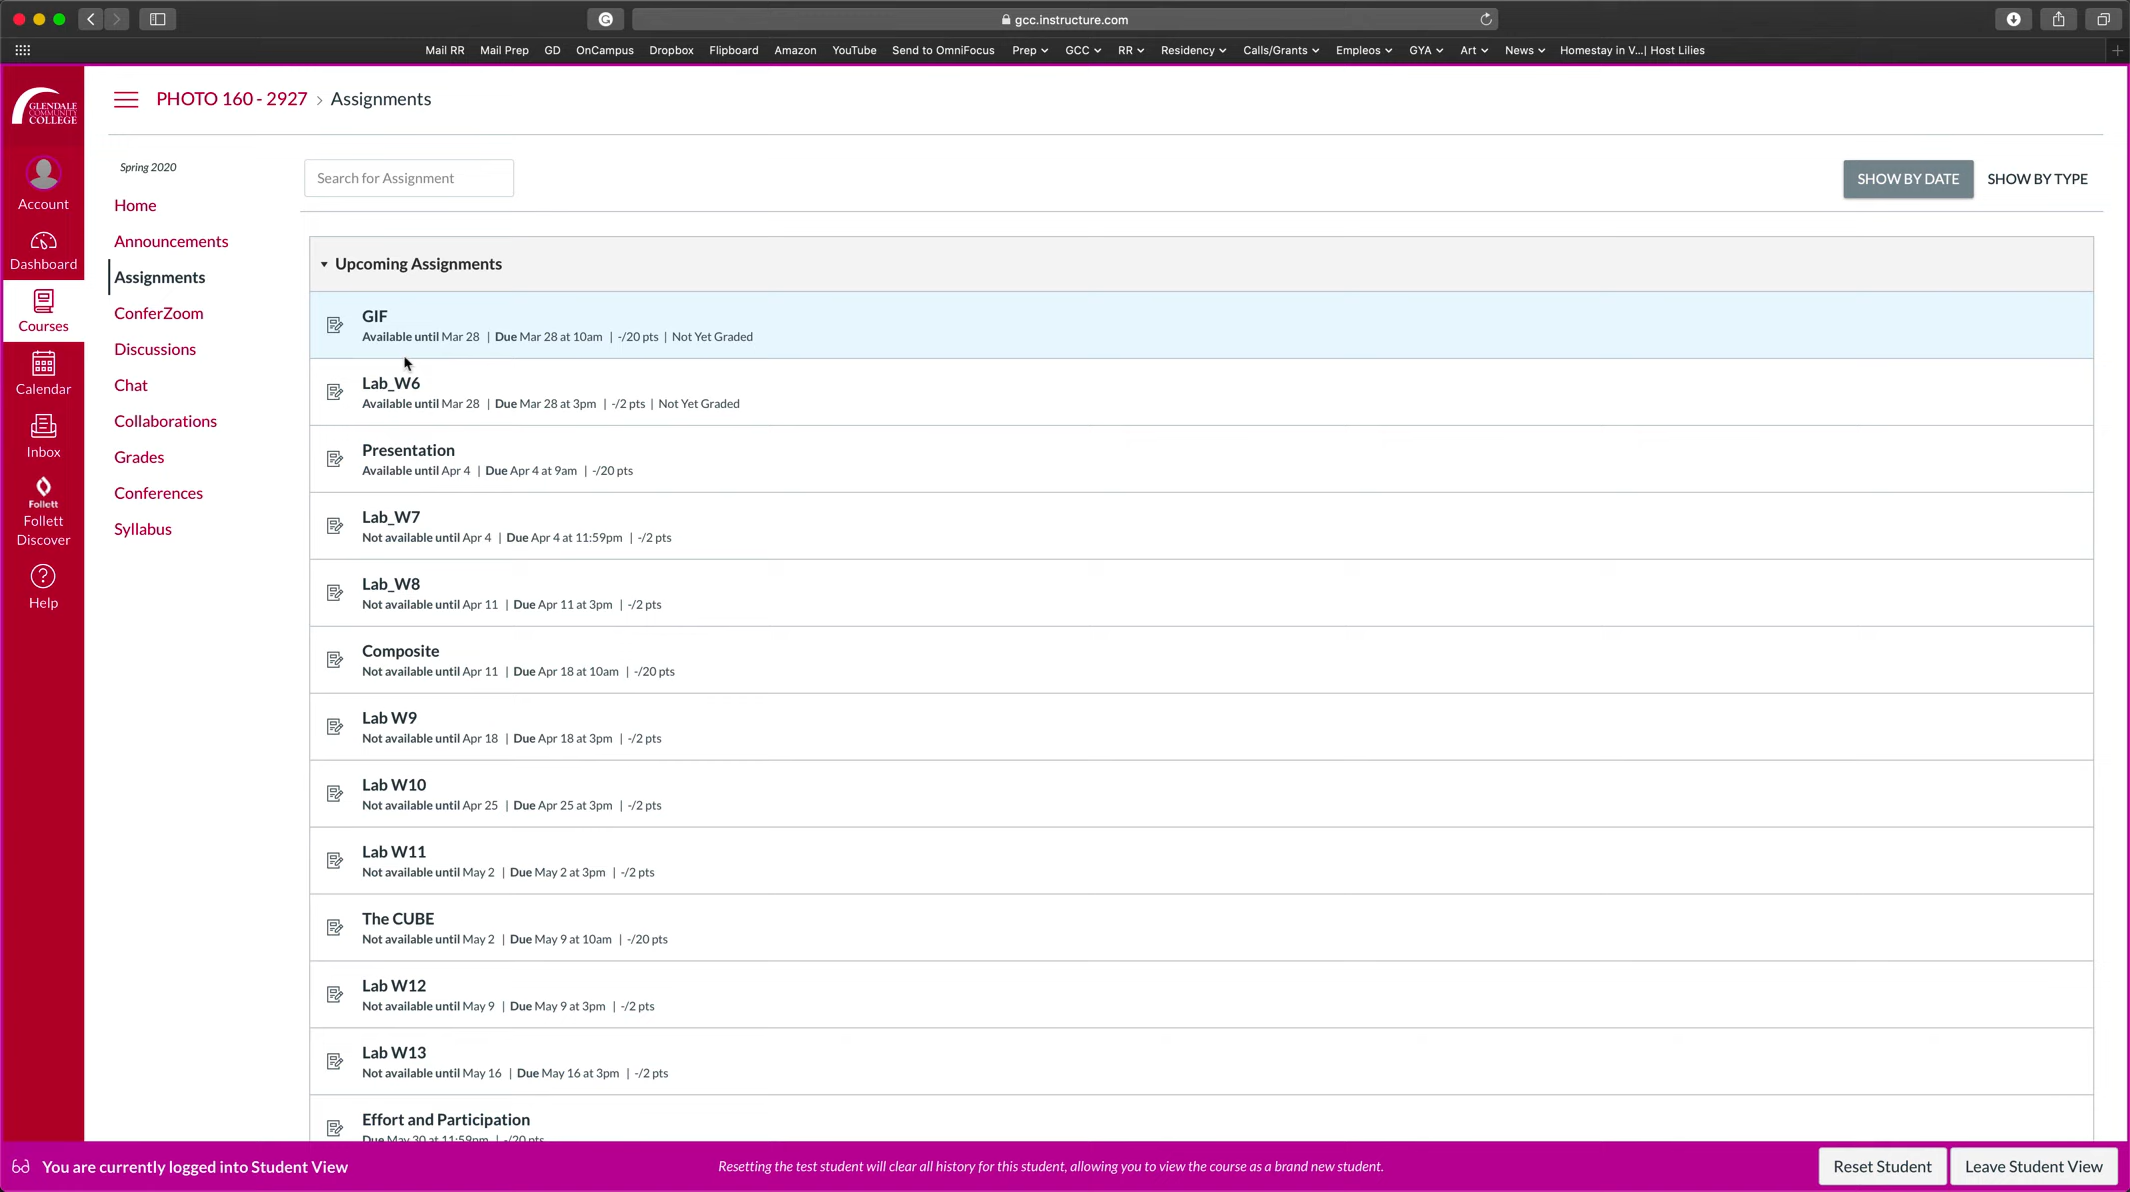 gcc.instructure.com
Mail RR Mail Prep GD OnCampus Dropbox Flipboard Amazon YouTube Send to OmniFocus Prep GCC RR Residency Calls/Grants Empleos GYA Art News Homestay in V...| Host Lilies
GLENDALE
COMMUNITY
COLLEGE
PHOTO 160 - 2927 › Assignments
Account
Dashboard
Courses
Calendar
Inbox
Follett
Follett
Discover
Help
Spring 2020
Home
Announcements
Assignments
ConferZoom
Discussions
Chat
Collaborations
Grades
Conferences
Syllabus
Search for Assignment
SHOW BY DATE SHOW BY TYPE
Upcoming Assignments
GIF
Available until Mar 28 | Due Mar 28 at 10am | -/20 pts | Not Yet Graded
Lab_W6
Available until Mar 28 | Due Mar 28 at 3pm | -/2 pts | Not Yet Graded
Presentation
Available until Apr 4 | Due Apr 4 at 9am | -/20 pts
Lab_W7
Not available until Apr 4 | Due Apr 4 at 11:59pm | -/2 pts
Lab_W8
Not available until Apr 11 | Due Apr 11 at 3pm | -/2 pts
Composite
Not available until Apr 11 | Due Apr 18 at 10am | -/20 pts
Lab W9
Not available until Apr 18 | Due Apr 18 at 3pm | -/2 pts
Lab W10
Not available until Apr 25 | Due Apr 25 at 3pm | -/2 pts
Lab W11
Not available until May 2 | Due May 2 at 3pm | -/2 pts
The CUBE
Not available until May 2 | Due May 9 at 10am | -/20 pts
Lab W12
Not available until May 9 | Due May 9 at 3pm | -/2 pts
Lab W13
Not available until May 16 | Due May 16 at 3pm | -/2 pts
Effort and Participation
Due May 30 at 11:59pm | -/20 pts
You are currently logged into Student View
Resetting the test student will clear all history for this student, allowing you to view the course as a brand new student.
Reset Student Leave Student View